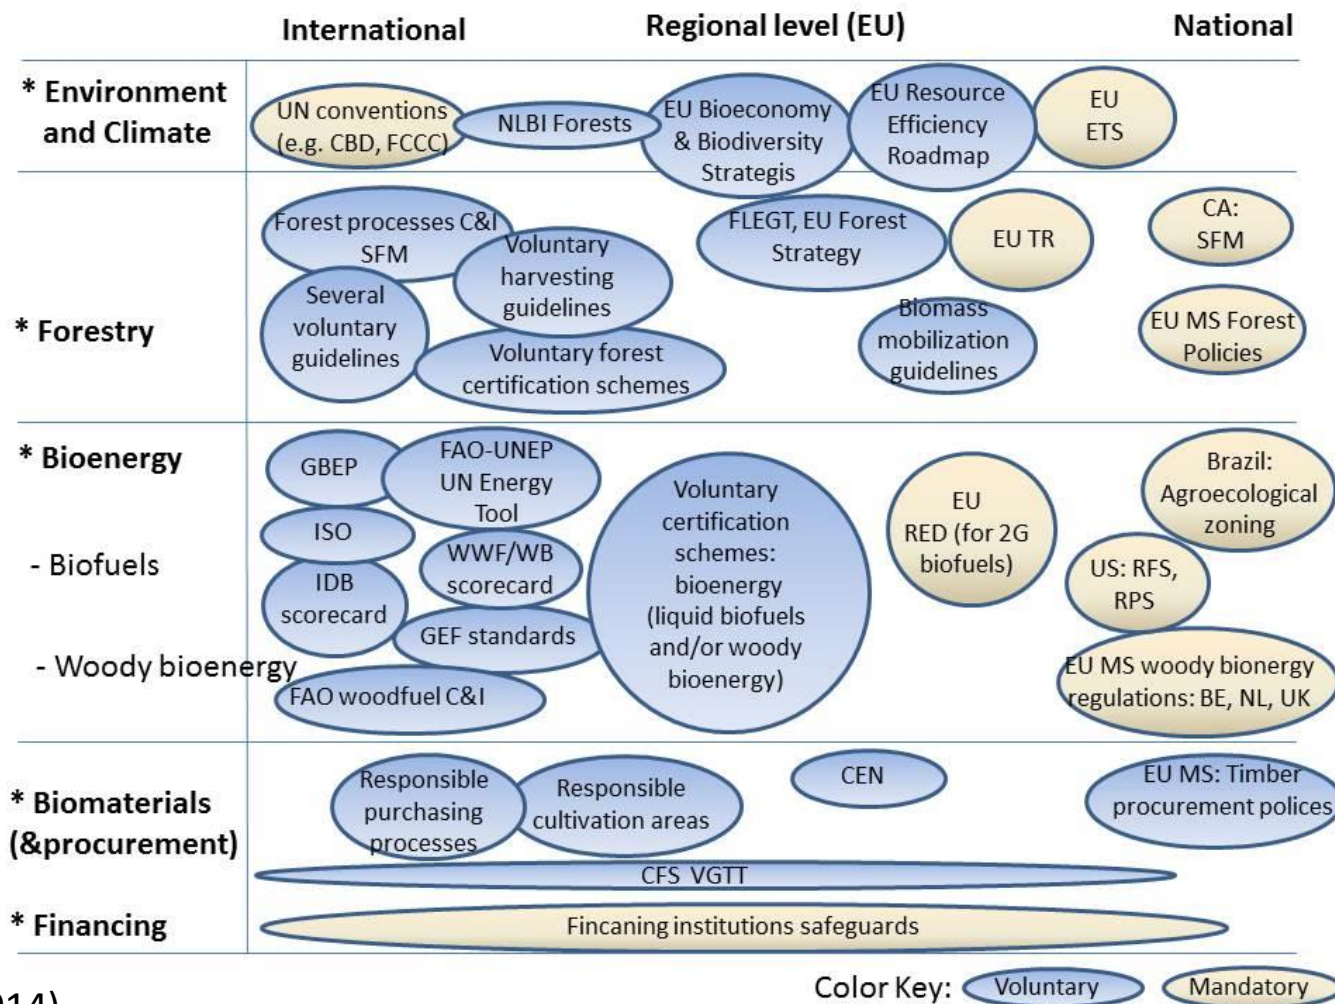 International
Regional level (EU)
National
* Environment
and Climate
UN conventions
(e.g. CBD, FCCC)
NLBI Forests
EU Bioeconomy
& Biodiversity
Strategis
EU Resource
Efficiency
Roadmap
EU
ETS
* Forestry
Forest processes C&I
SFM
Voluntary
harvesting
guidelines
Several
voluntary
guidelines
Voluntary forest
certification schemes
FLEGT, EU Forest
Strategy
EU TR
Biomass
mobilization
guidelines
CA:
SFM
EU MS Forest
Policies
* Bioenergy
- Biofuels
- Woody bioenergy
GBEP
FAO-UNEP
UN Energy
Tool
ISO
WWF/WB
scorecard
IDB
scorecard
GEF standards
FAO woodfuel C&I
Voluntary
certification
schemes:
bioenergy
(liquid biofuels
and/or woody
bioenergy)
EU
RED (for 2G
biofuels)
Brazil:
Agroecological
zoning
US: RFS,
RPS
EU MS woody bionergy
regulations: BE, NL, UK
* Biomaterials
(&procurement)
Responsible
purchasing
processes
Responsible
cultivation areas
CEN
EU MS: Timber
procurement polices
CFS VGTT
* Financing
Fincaning institutions safeguards
Color Key:
Voluntary
Mandatory